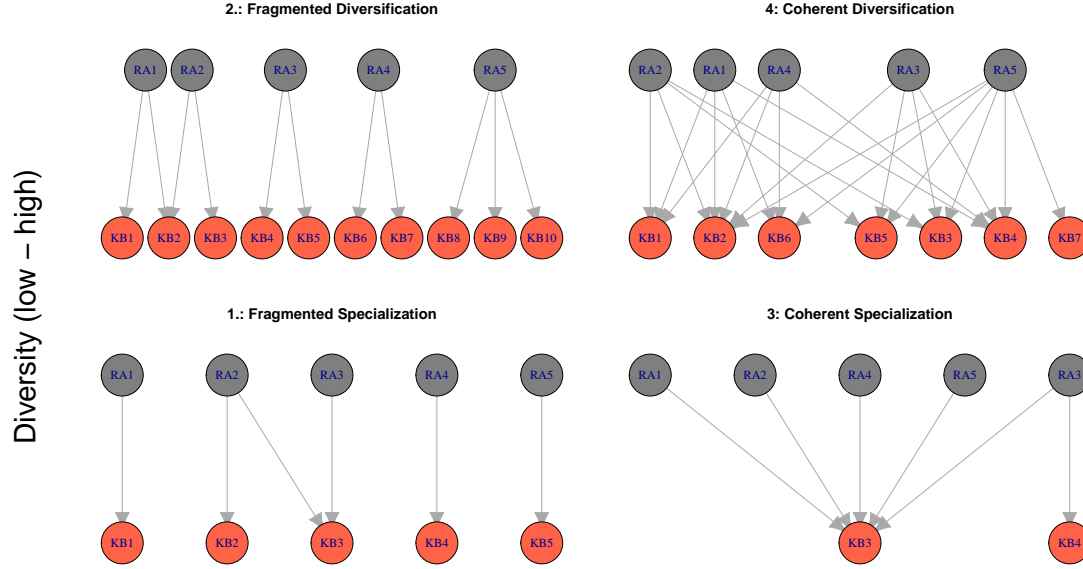 2.: Fragmented Diversification
RA1 RA2 RA3 RA4 RA5
KB1 KB2 KB3 KB4 KB5 KB6 KB7 KB8 KB9 KB10
4: Coherent Diversification
RA2 RA1 RA4 RA3 RA5
KB1 KB2 KB6 KB5 KB3 KB4 KB7
Diversity (low – high)
1.: Fragmented Specialization
RA1 RA2 RA3 RA4 RA5
KB1 KB2 KB3 KB4 KB5
3: Coherent Specialization
RA1 RA2 RA4 RA5 RA3
KB3 KB4